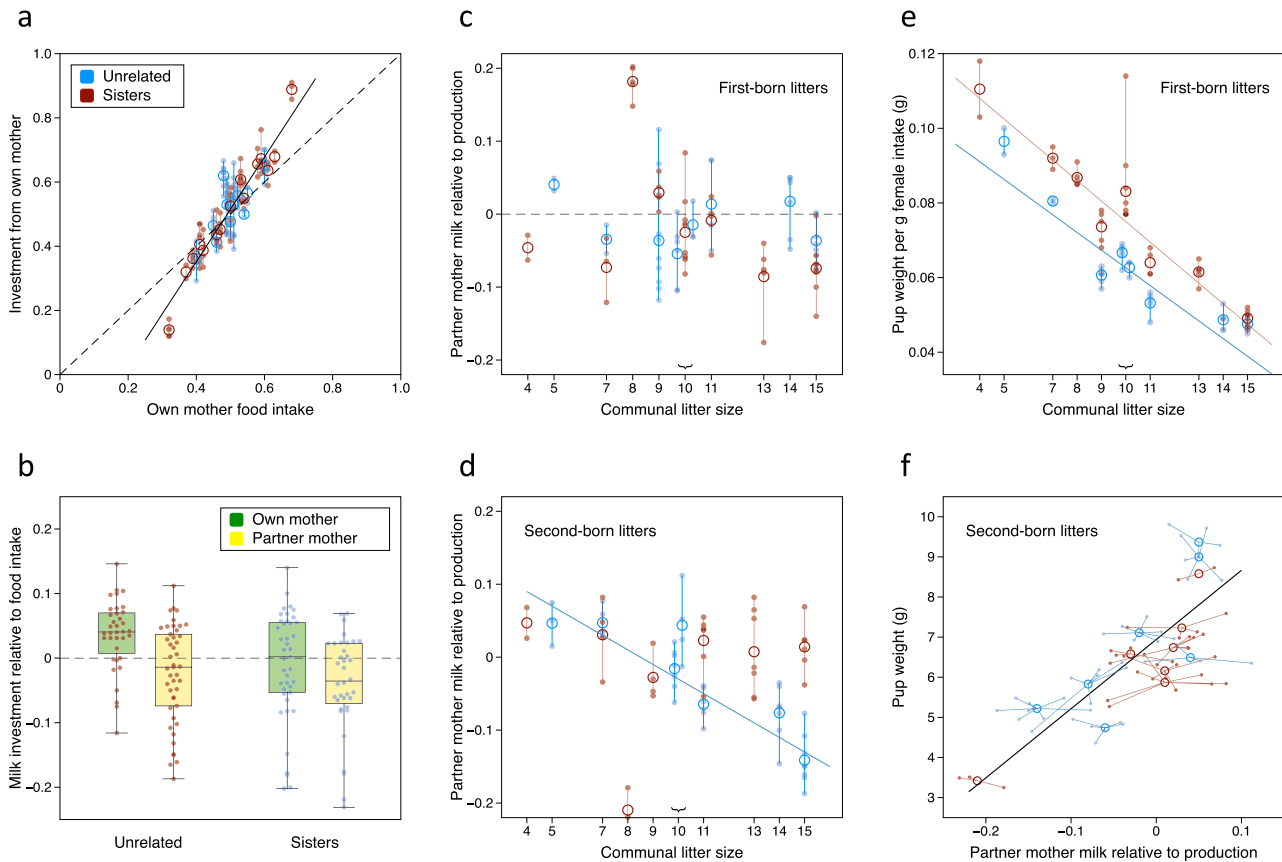 a
1.0
0.8
0.6
0.4
0.2
0
0
0.2
0.4
0.6
0.8
1.0
Investment from own mother
Own mother food intake
Unrelated
Sisters
c
0.2
0.1
0
−0.1
−0.2
Partner mother milk relative to production
First-born litters
4
5
7
8
9
10
11
13
14
15
Communal litter size
e
0.12
0.10
0.08
0.06
0.04
Pup weight per g female intake (g)
First-born litters
4
5
7
8
9
10
11
13
14
15
Communal litter size
b
0.2
0.1
0
−0.1
−0.2
Milk investment relative to food intake
Own mother
Partner mother
Unrelated
Sisters
d
0.2
0.1
0
−0.1
−0.2
Partner mother milk relative to production
Second-born litters
4
5
7
8
9
10
11
13
14
15
Communal litter size
f
10
9
8
7
6
5
4
3
Pup weight (g)
Second-born litters
−0.2
−0.1
0
0.1
Partner mother milk relative to production